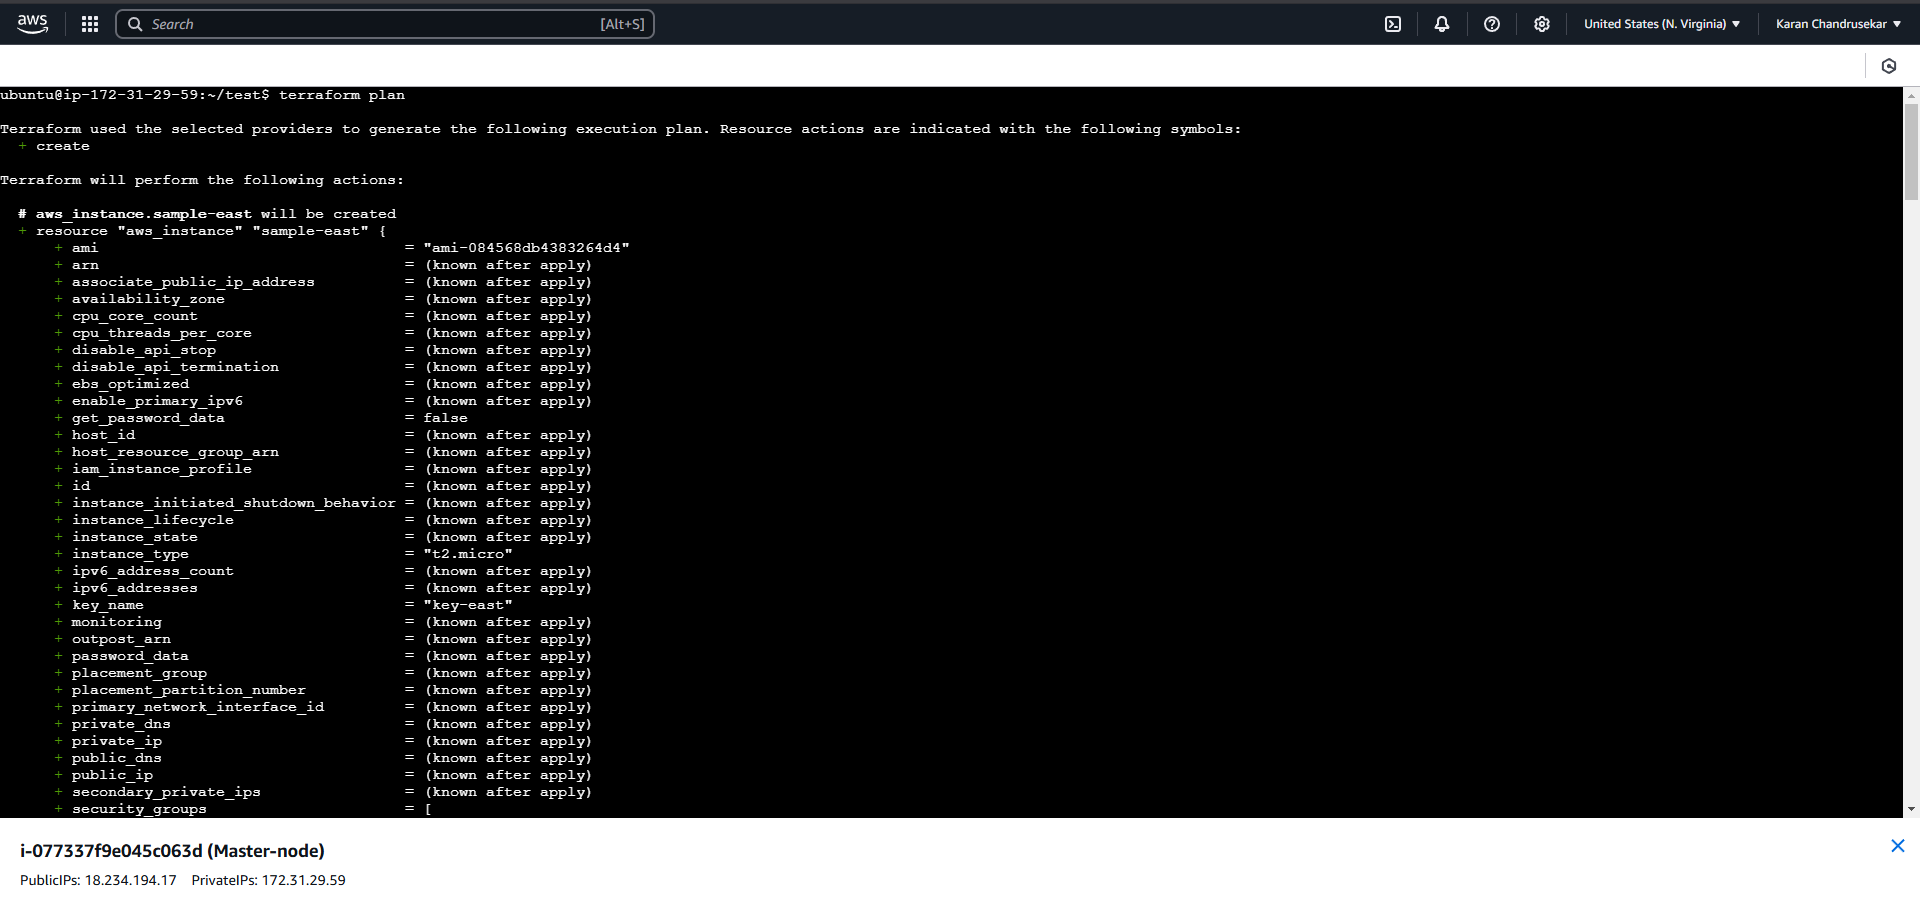 aws Search [Alt+S] United States (N. Virginia) Karan Chandrusekar
ubuntu@ip-172-31-29-59:~/test$ terraform plan
Terraform used the selected providers to generate the following execution plan. Resource actions are indicated with the following symbols:
+ create
Terraform will perform the following actions:
# aws_instance.sample-east will be created
+ resource "aws_instance" "sample-east" {
+ ami = "ami-084568db4383264d4"
+ arn = (known after apply)
+ associate_public_ip_address = (known after apply)
+ availability_zone = (known after apply)
+ cpu_core_count = (known after apply)
+ cpu_threads_per_core = (known after apply)
+ disable_api_stop = (known after apply)
+ disable_api_termination = (known after apply)
+ ebs_optimized = (known after apply)
+ enable_primary_ipv6 = (known after apply)
+ get_password_data = false
+ host_id = (known after apply)
+ host_resource_group_arn = (known after apply)
+ iam_instance_profile = (known after apply)
+ id = (known after apply)
+ instance_initiated_shutdown_behavior = (known after apply)
+ instance_lifecycle = (known after apply)
+ instance_state = (known after apply)
+ instance_type = "t2.micro"
+ ipv6_address_count = (known after apply)
+ ipv6_addresses = (known after apply)
+ key_name = "key-east"
+ monitoring = (known after apply)
+ outpost_arn = (known after apply)
+ password_data = (known after apply)
+ placement_group = (known after apply)
+ placement_partition_number = (known after apply)
+ primary_network_interface_id = (known after apply)
+ private_dns = (known after apply)
+ private_ip = (known after apply)
+ public_dns = (known after apply)
+ public_ip = (known after apply)
+ secondary_private_ips = (known after apply)
+ security_groups = [
i-077337f9e045c063d (Master-node)
PublicIPs: 18.234.194.17 PrivateIPs: 172.31.29.59